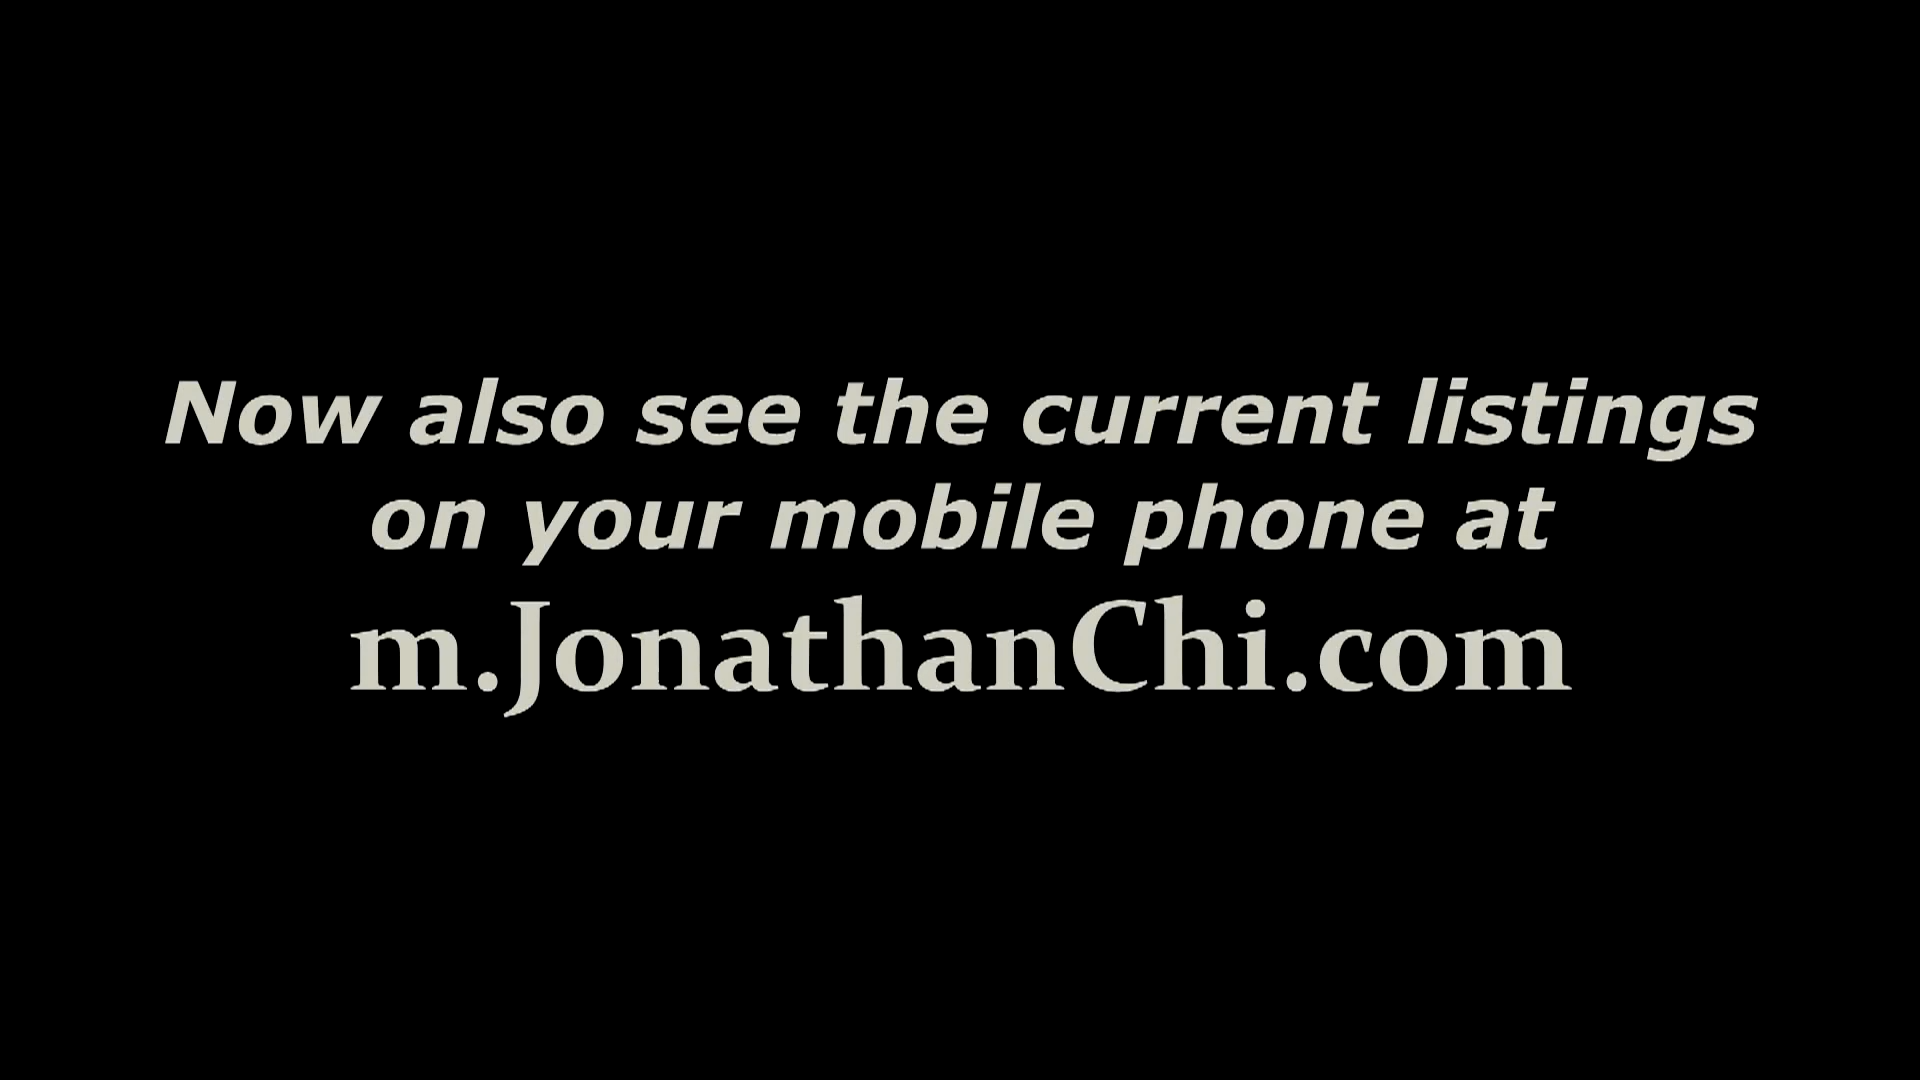 Now also see the current listings
on your mobile phone at
m.JonathanChi.com